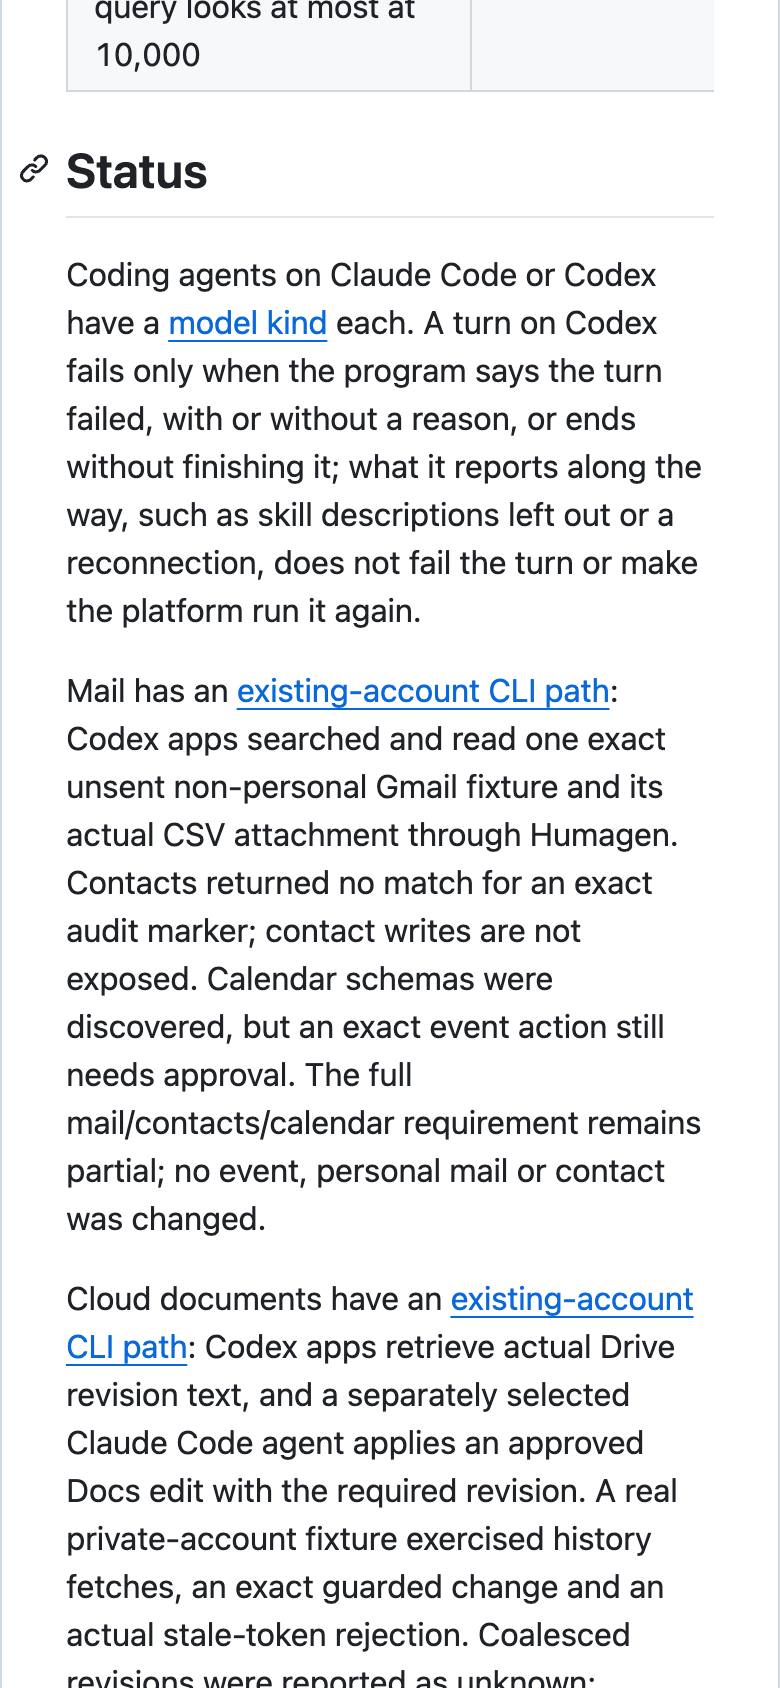 query looks at most at
10,000
Status
Coding agents on Claude Code or Codex
have a model kind each. A turn on Codex
fails only when the program says the turn
failed, with or without a reason, or ends
without finishing it; what it reports along the
way, such as skill descriptions left out or a
reconnection, does not fail the turn or make
the platform run it again.
Mail has an existing-account CLI path:
Codex apps searched and read one exact
unsent non-personal Gmail fixture and its
actual CSV attachment through Humagen.
Contacts returned no match for an exact
audit marker; contact writes are not
exposed. Calendar schemas were
discovered, but an exact event action still
needs approval. The full
mail/contacts/calendar requirement remains
partial; no event, personal mail or contact
was changed.
Cloud documents have an existing-account
CLI path: Codex apps retrieve actual Drive
revision text, and a separately selected
Claude Code agent applies an approved
Docs edit with the required revision. A real
private-account fixture exercised history
fetches, an exact guarded change and an
actual stale-token rejection. Coalesced
revisions were reported as unknown;